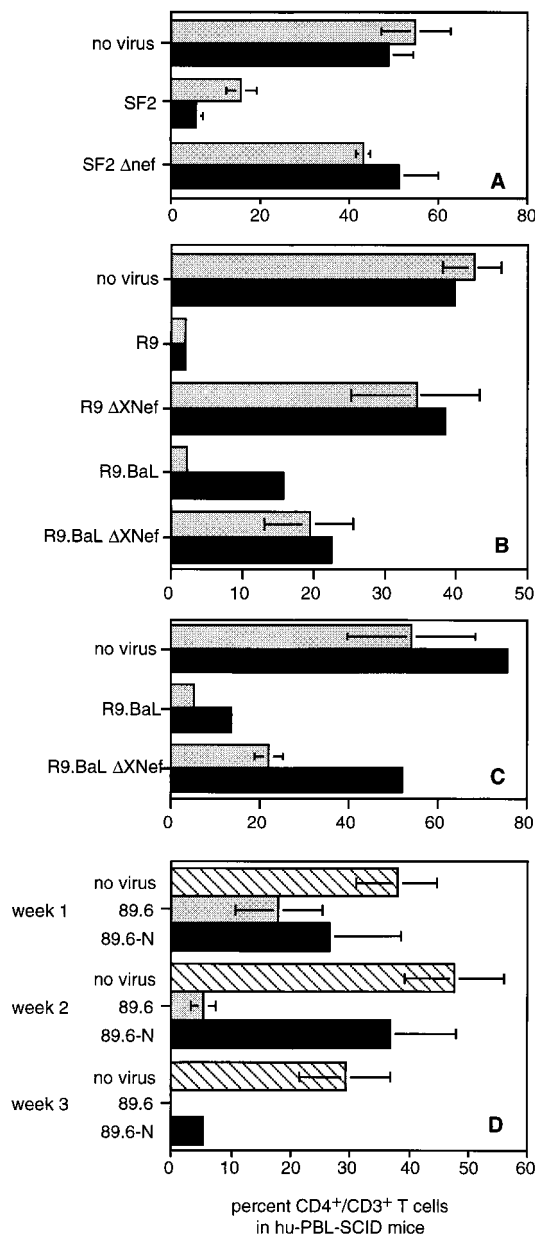 no virus
SF2
SF2 Δnef
A
0 20 40 60 80
no virus
R9
R9 ΔXNef
R9.BaL
R9.BaL ΔXNef
B
0 10 20 30 40 50
no virus
R9.BaL
R9.BaL ΔXNef
C
0 20 40 60 80
no virus
week 1 89.6
89.6-N
no virus
week 2 89.6
89.6-N
no virus
week 3 89.6
89.6-N
D
0 10 20 30 40 50 60
percent CD4+/CD3+ T cells
in hu-PBL-SCID mice